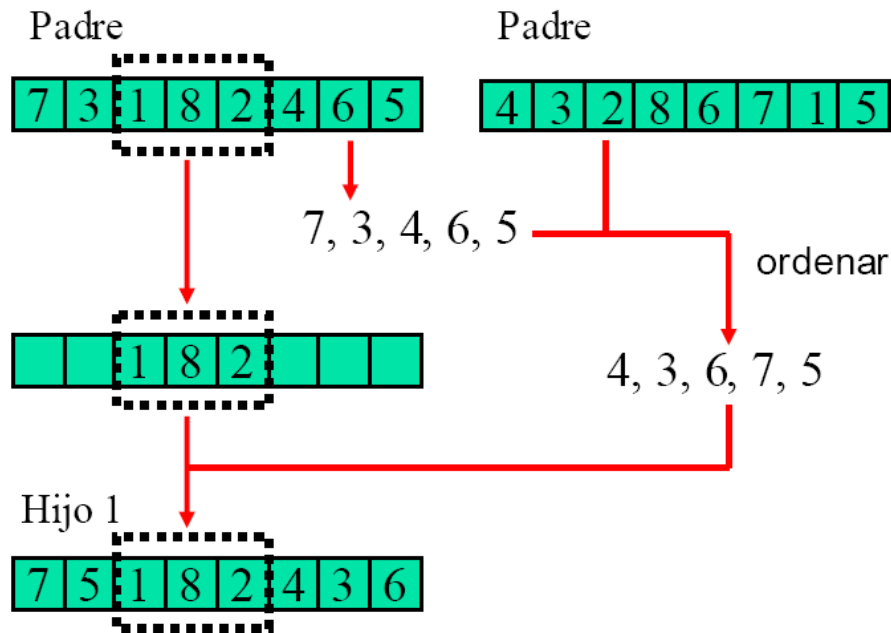 Padre
Padre
7 3 1 8 2 4 6 5
4 3 2 8 6 7 1 5
7, 3, 4, 6, 5
ordenar
1 8 2
4, 3, 6, 7, 5
Hijo 1
7 5 1 8 2 4 3 6